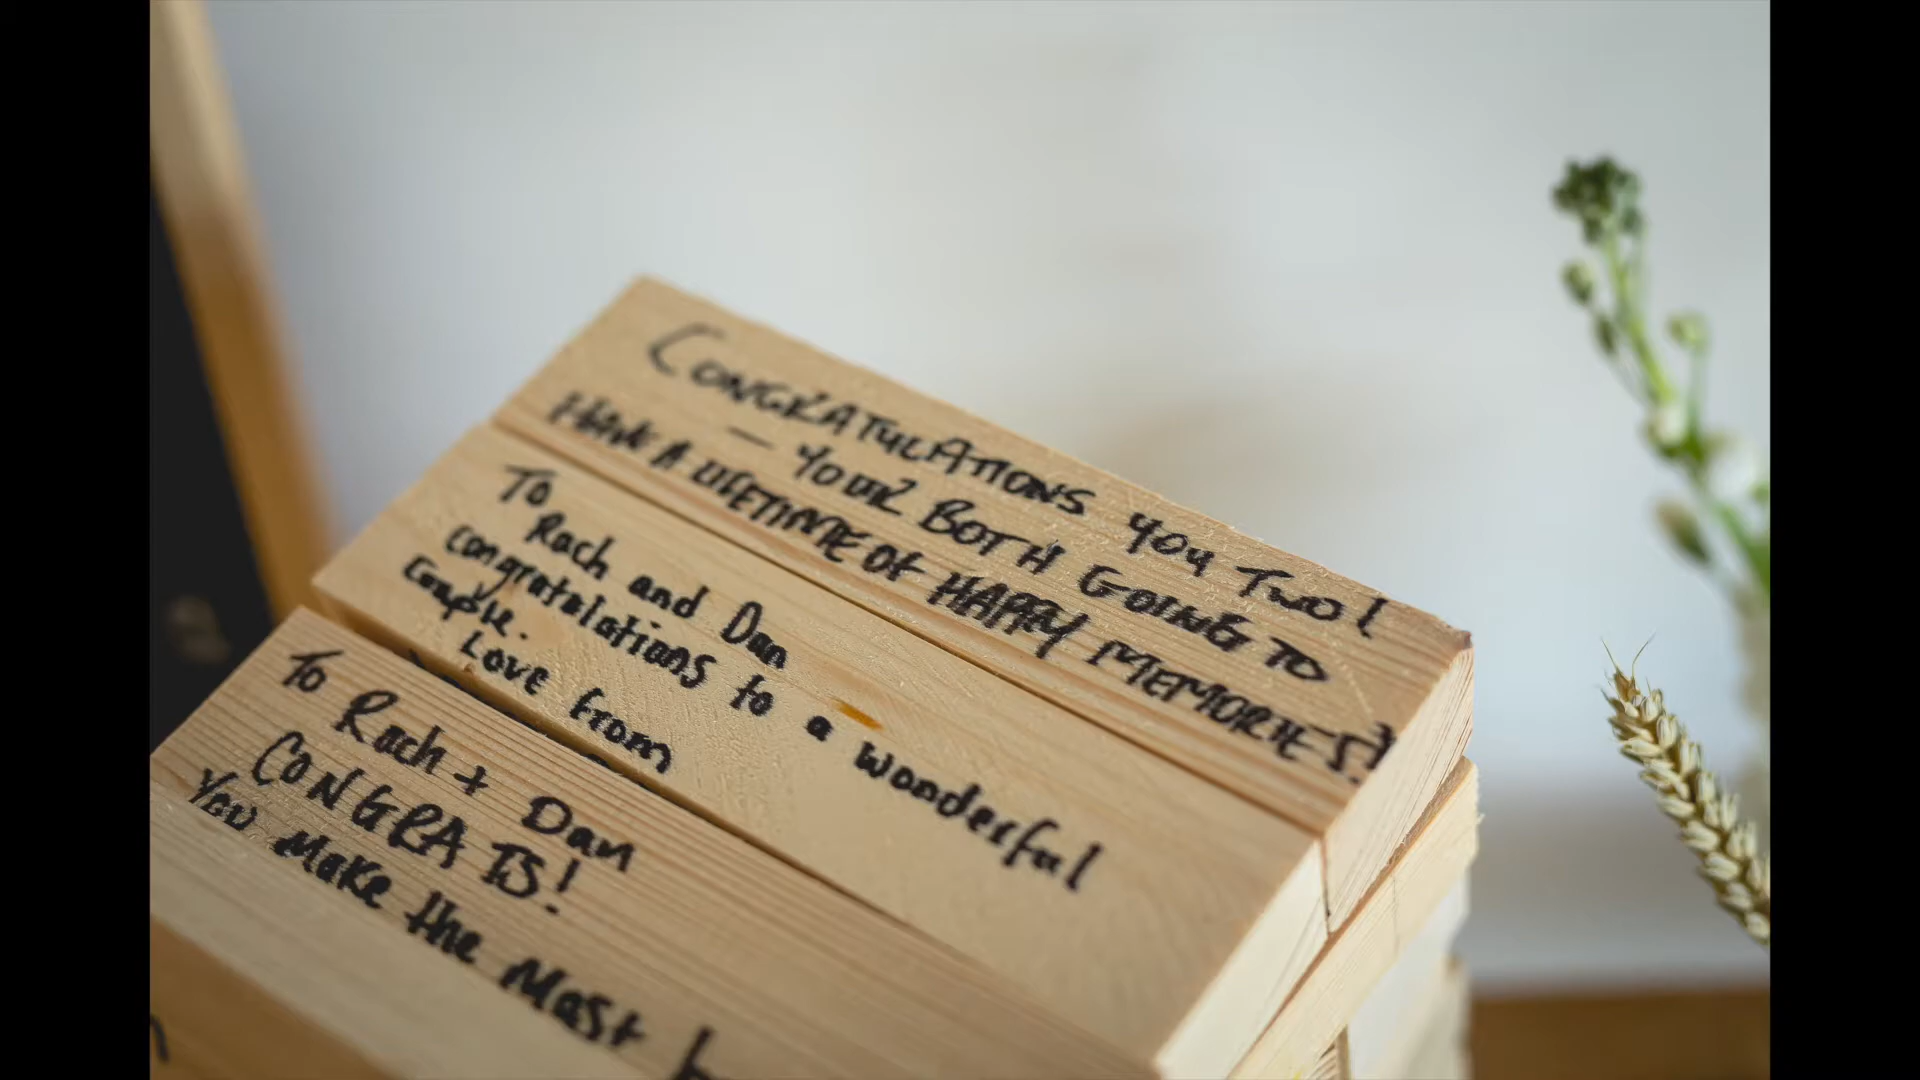 CONGRATULATIONS YOU TWO!
— YOUR BOTH GOING TO
HAVE A LIFETIME OF HAPPY MEMORIES!
To
Rach and Dan
congratulations to a wonderful
couple.
Love from
To Rach + Dan
CONGRATS!
You Make the Most